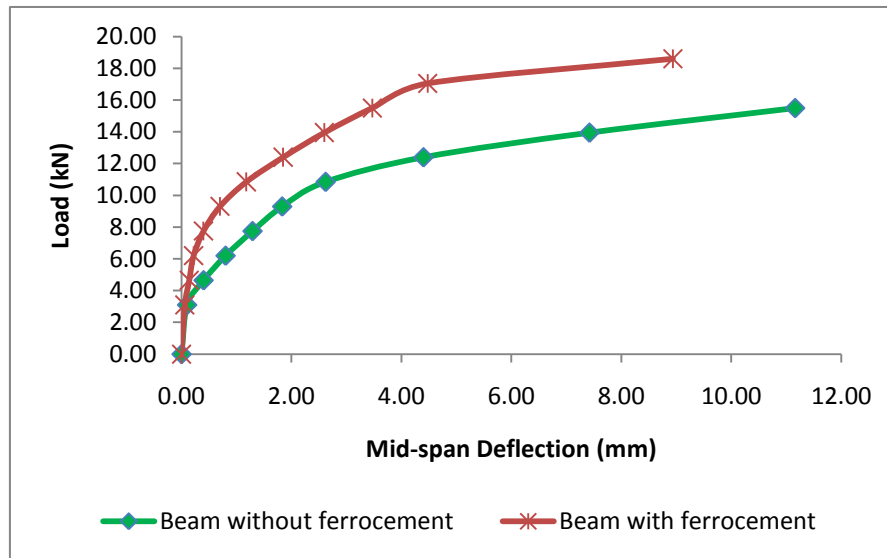 20.00
18.00
16.00
14.00
12.00
10.00
8.00
6.00
4.00
2.00
0.00
Load (kN)
0.00 2.00 4.00 6.00 8.00 10.00 12.00
Mid-span Deflection (mm)
Beam without ferrocement Beam with ferrocement